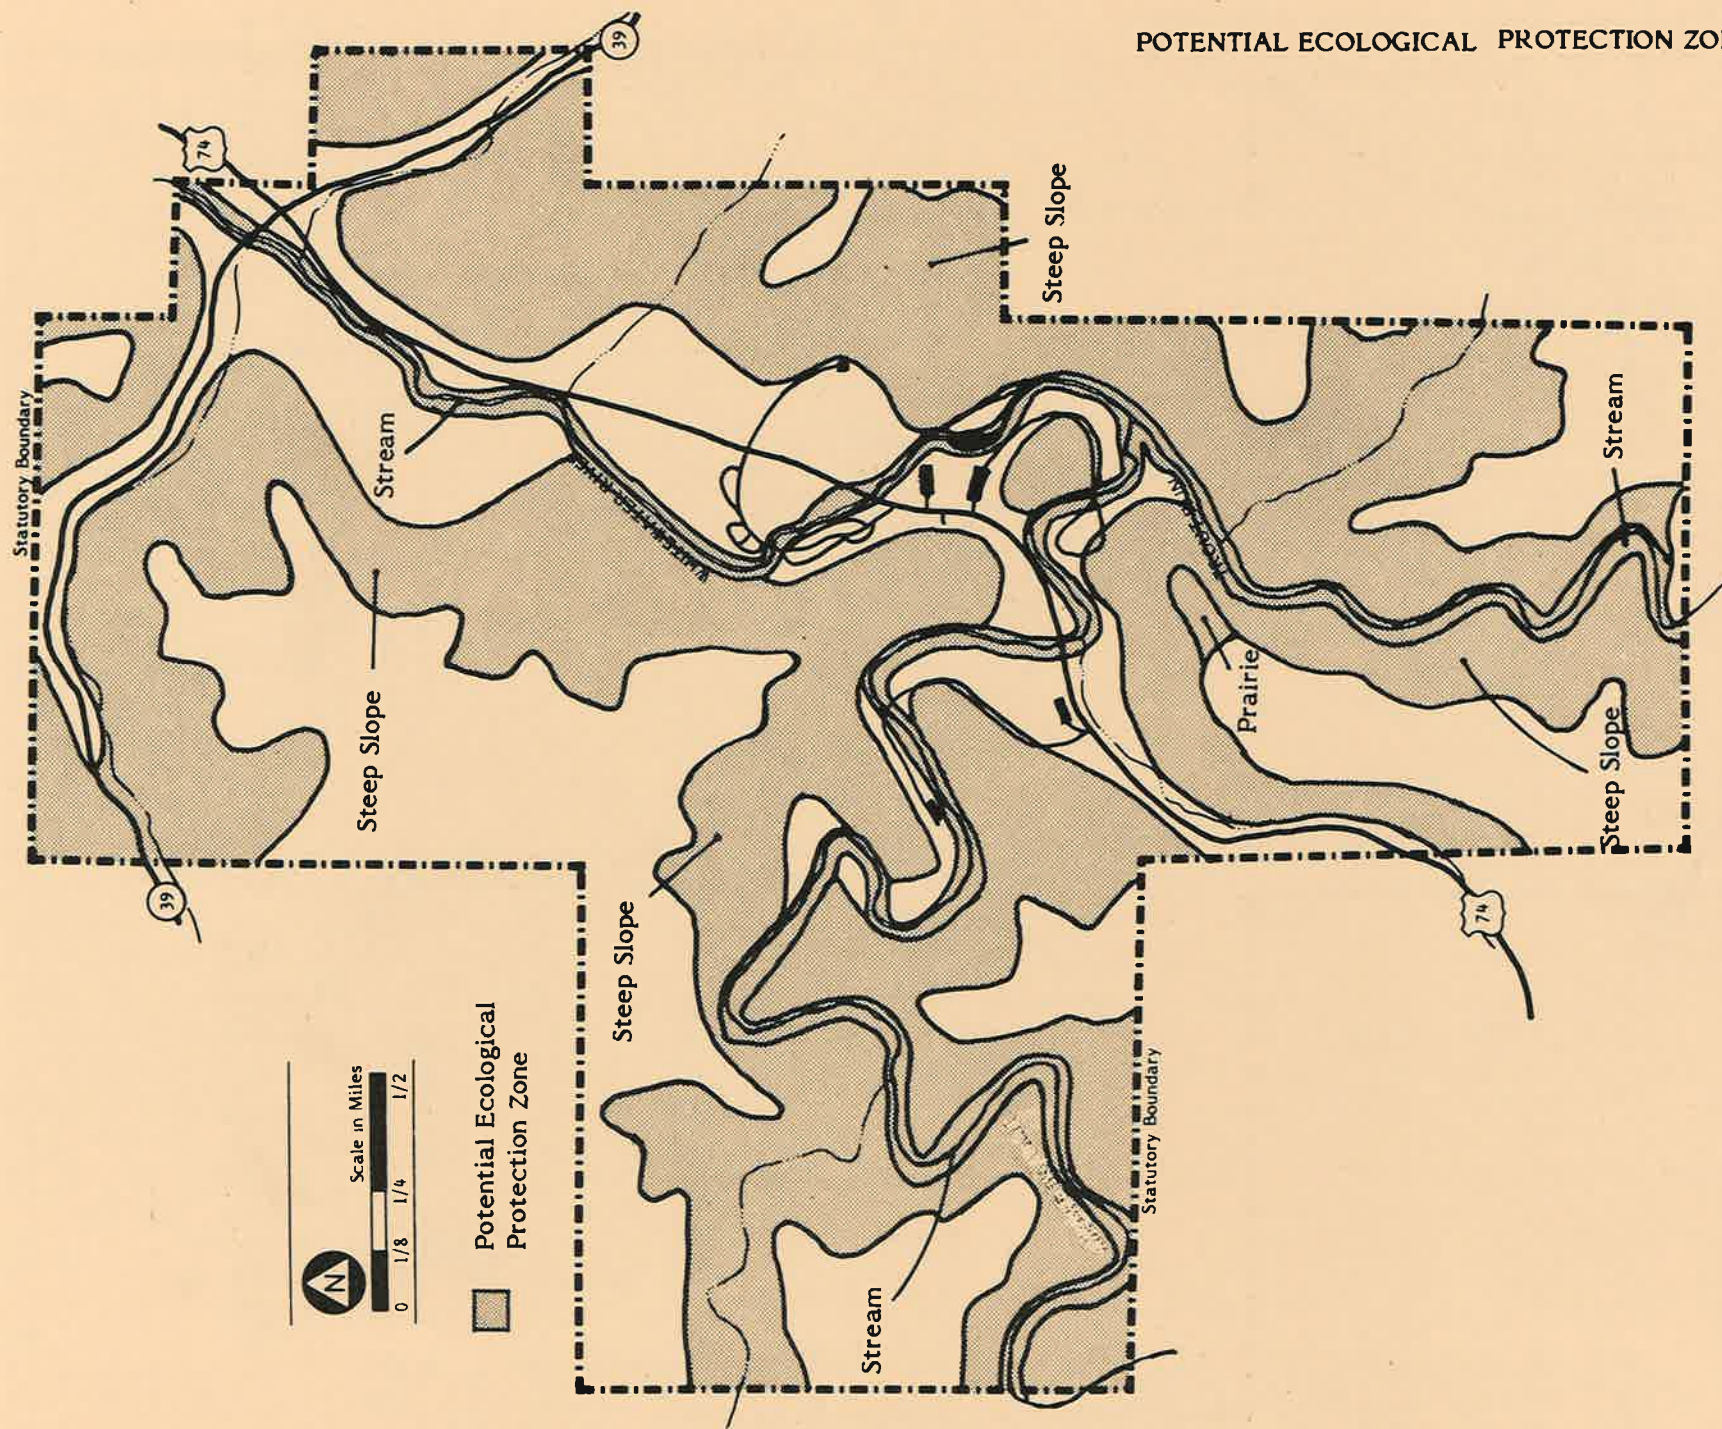 POTENTIAL ECOLOGICAL PROTECTION ZO
39
74
Statutory Boundary
Steep Slope
Stream
WHITEWATER RIVER
Steep Slope
Stream
Prairie
Steep Slope
39
Steep Slope
74
Scale in Miles
N
0 1/8 1/4 1/2
Potential Ecological
Protection Zone
Statutory Boundary
Stream